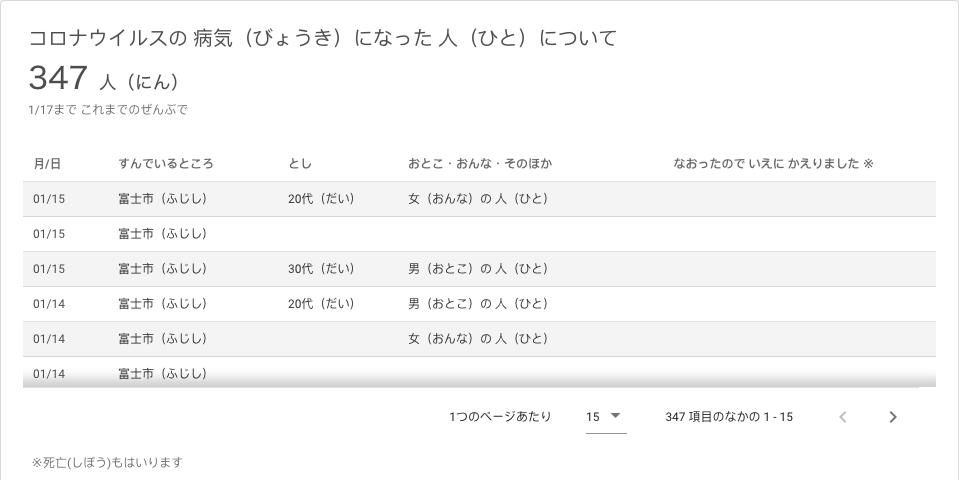 コロナウイルスの 病気（びょうき）になった 人（ひと）について
347 人（にん）
1/17まで これまでのぜんぶで
月/日 すんでいるところ とし おとこ・おんな・そのほか なおったので いえに かえりました ※
01/15 富士市（ふじし） 20代（だい） 女（おんな）の 人（ひと）
01/15 富士市（ふじし）
01/15 富士市（ふじし） 30代（だい） 男（おとこ）の 人（ひと）
01/14 富士市（ふじし） 20代（だい） 男（おとこ）の 人（ひと）
01/14 富士市（ふじし） 女（おんな）の 人（ひと）
01/14 富士市（ふじし）
1つのページあたり 15 347 項目のなかの 1 - 15
※死亡(しぼう)もはいります